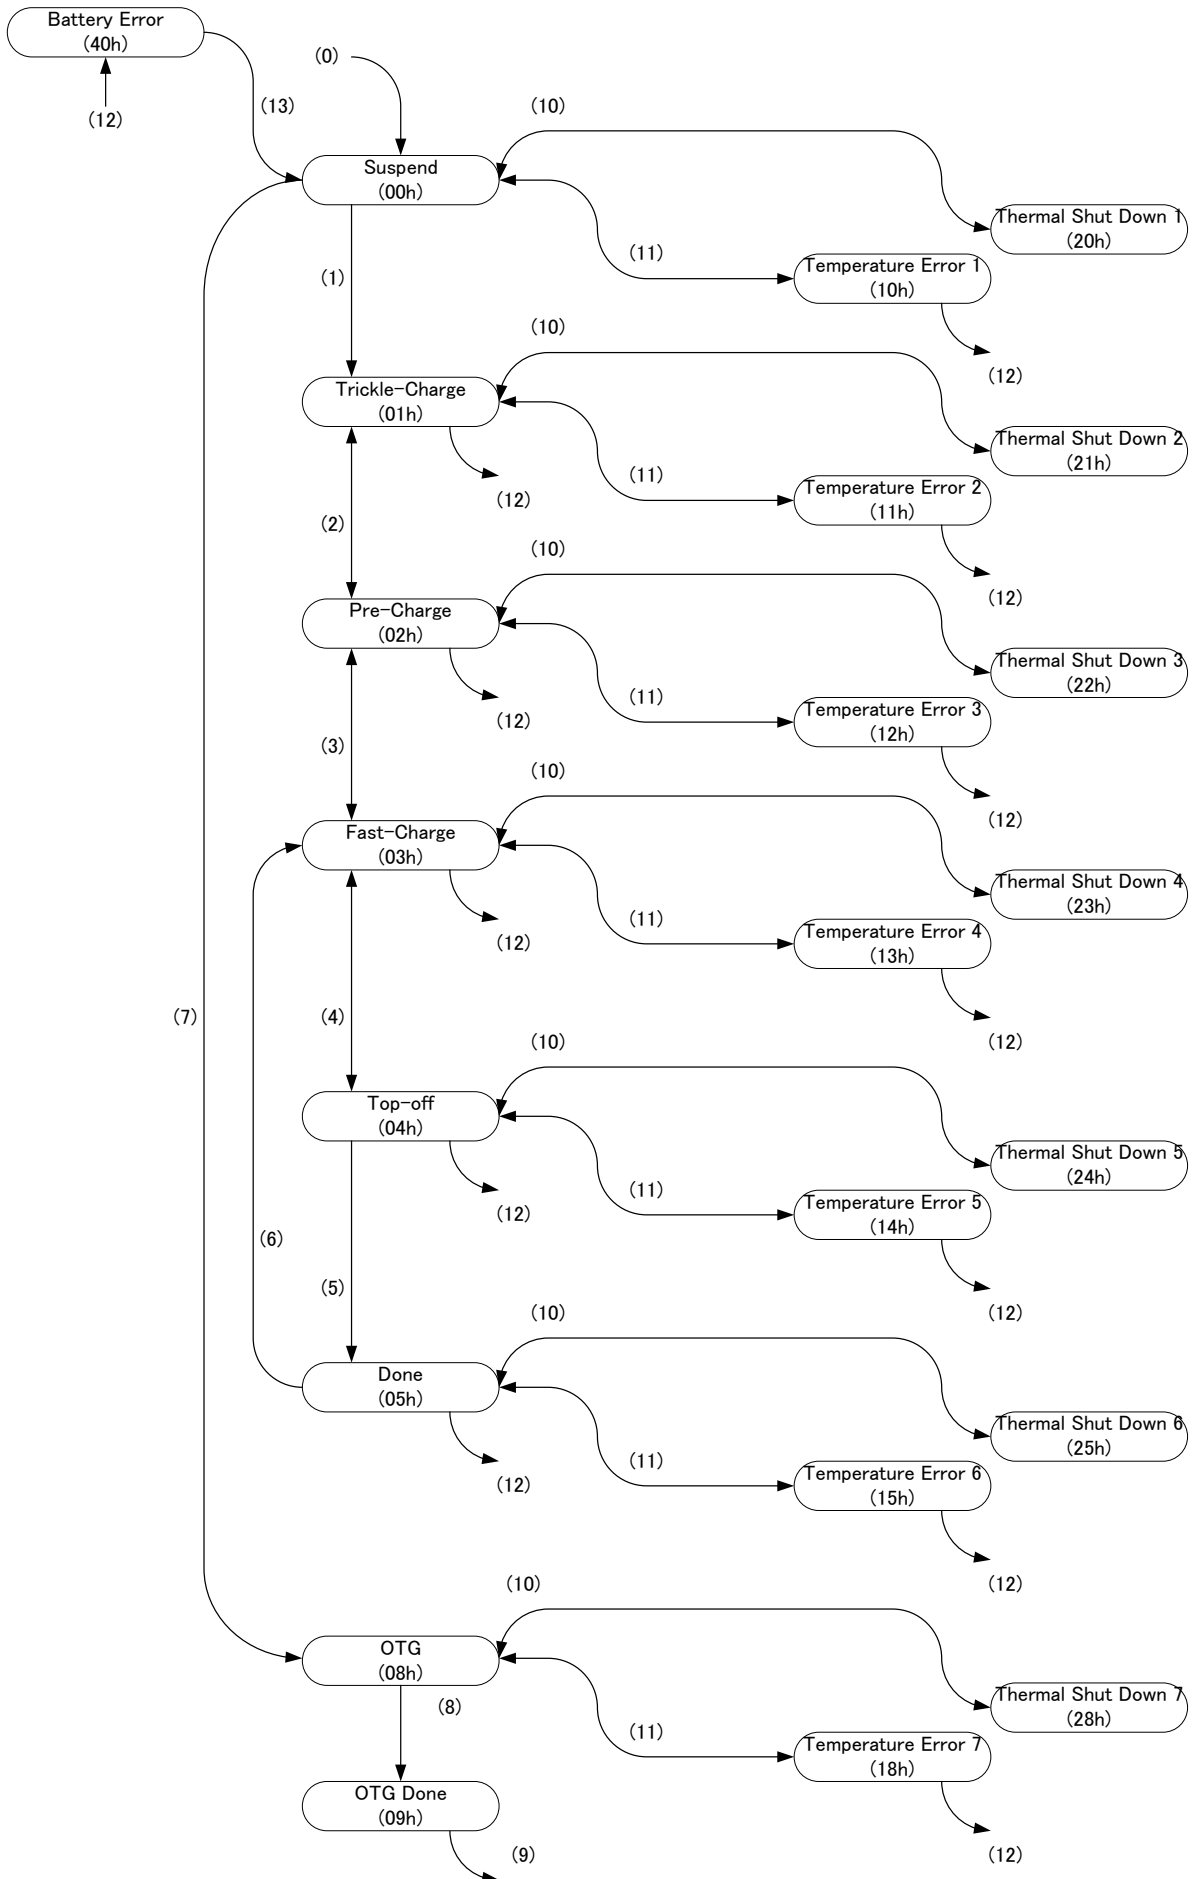 Battery Error
(40h)
(0)
(13)
(12)
(10)
Suspend
(00h)
Thermal Shut Down 1
(20h)
(11)
Temperature Error 1
(10h)
(1)
(10)
(12)
Trickle-Charge
(01h)
Thermal Shut Down 2
(21h)
(11)
Temperature Error 2
(11h)
(12)
(2)
(10)
(12)
Pre-Charge
(02h)
Thermal Shut Down 3
(22h)
(11)
Temperature Error 3
(12h)
(12)
(3)
(10)
(12)
Fast-Charge
(03h)
Thermal Shut Down 4
(23h)
(11)
Temperature Error 4
(13h)
(12)
(7)
(4)
(10)
(12)
Top-off
(04h)
Thermal Shut Down 5
(24h)
(11)
Temperature Error 5
(14h)
(12)
(6)
(5)
(10)
(12)
Done
(05h)
Thermal Shut Down 6
(25h)
(11)
Temperature Error 6
(15h)
(12)
(10)
(12)
OTG
(08h)
Thermal Shut Down 7
(28h)
(8)
(11)
Temperature Error 7
(18h)
OTG Done
(09h)
(9)
(12)